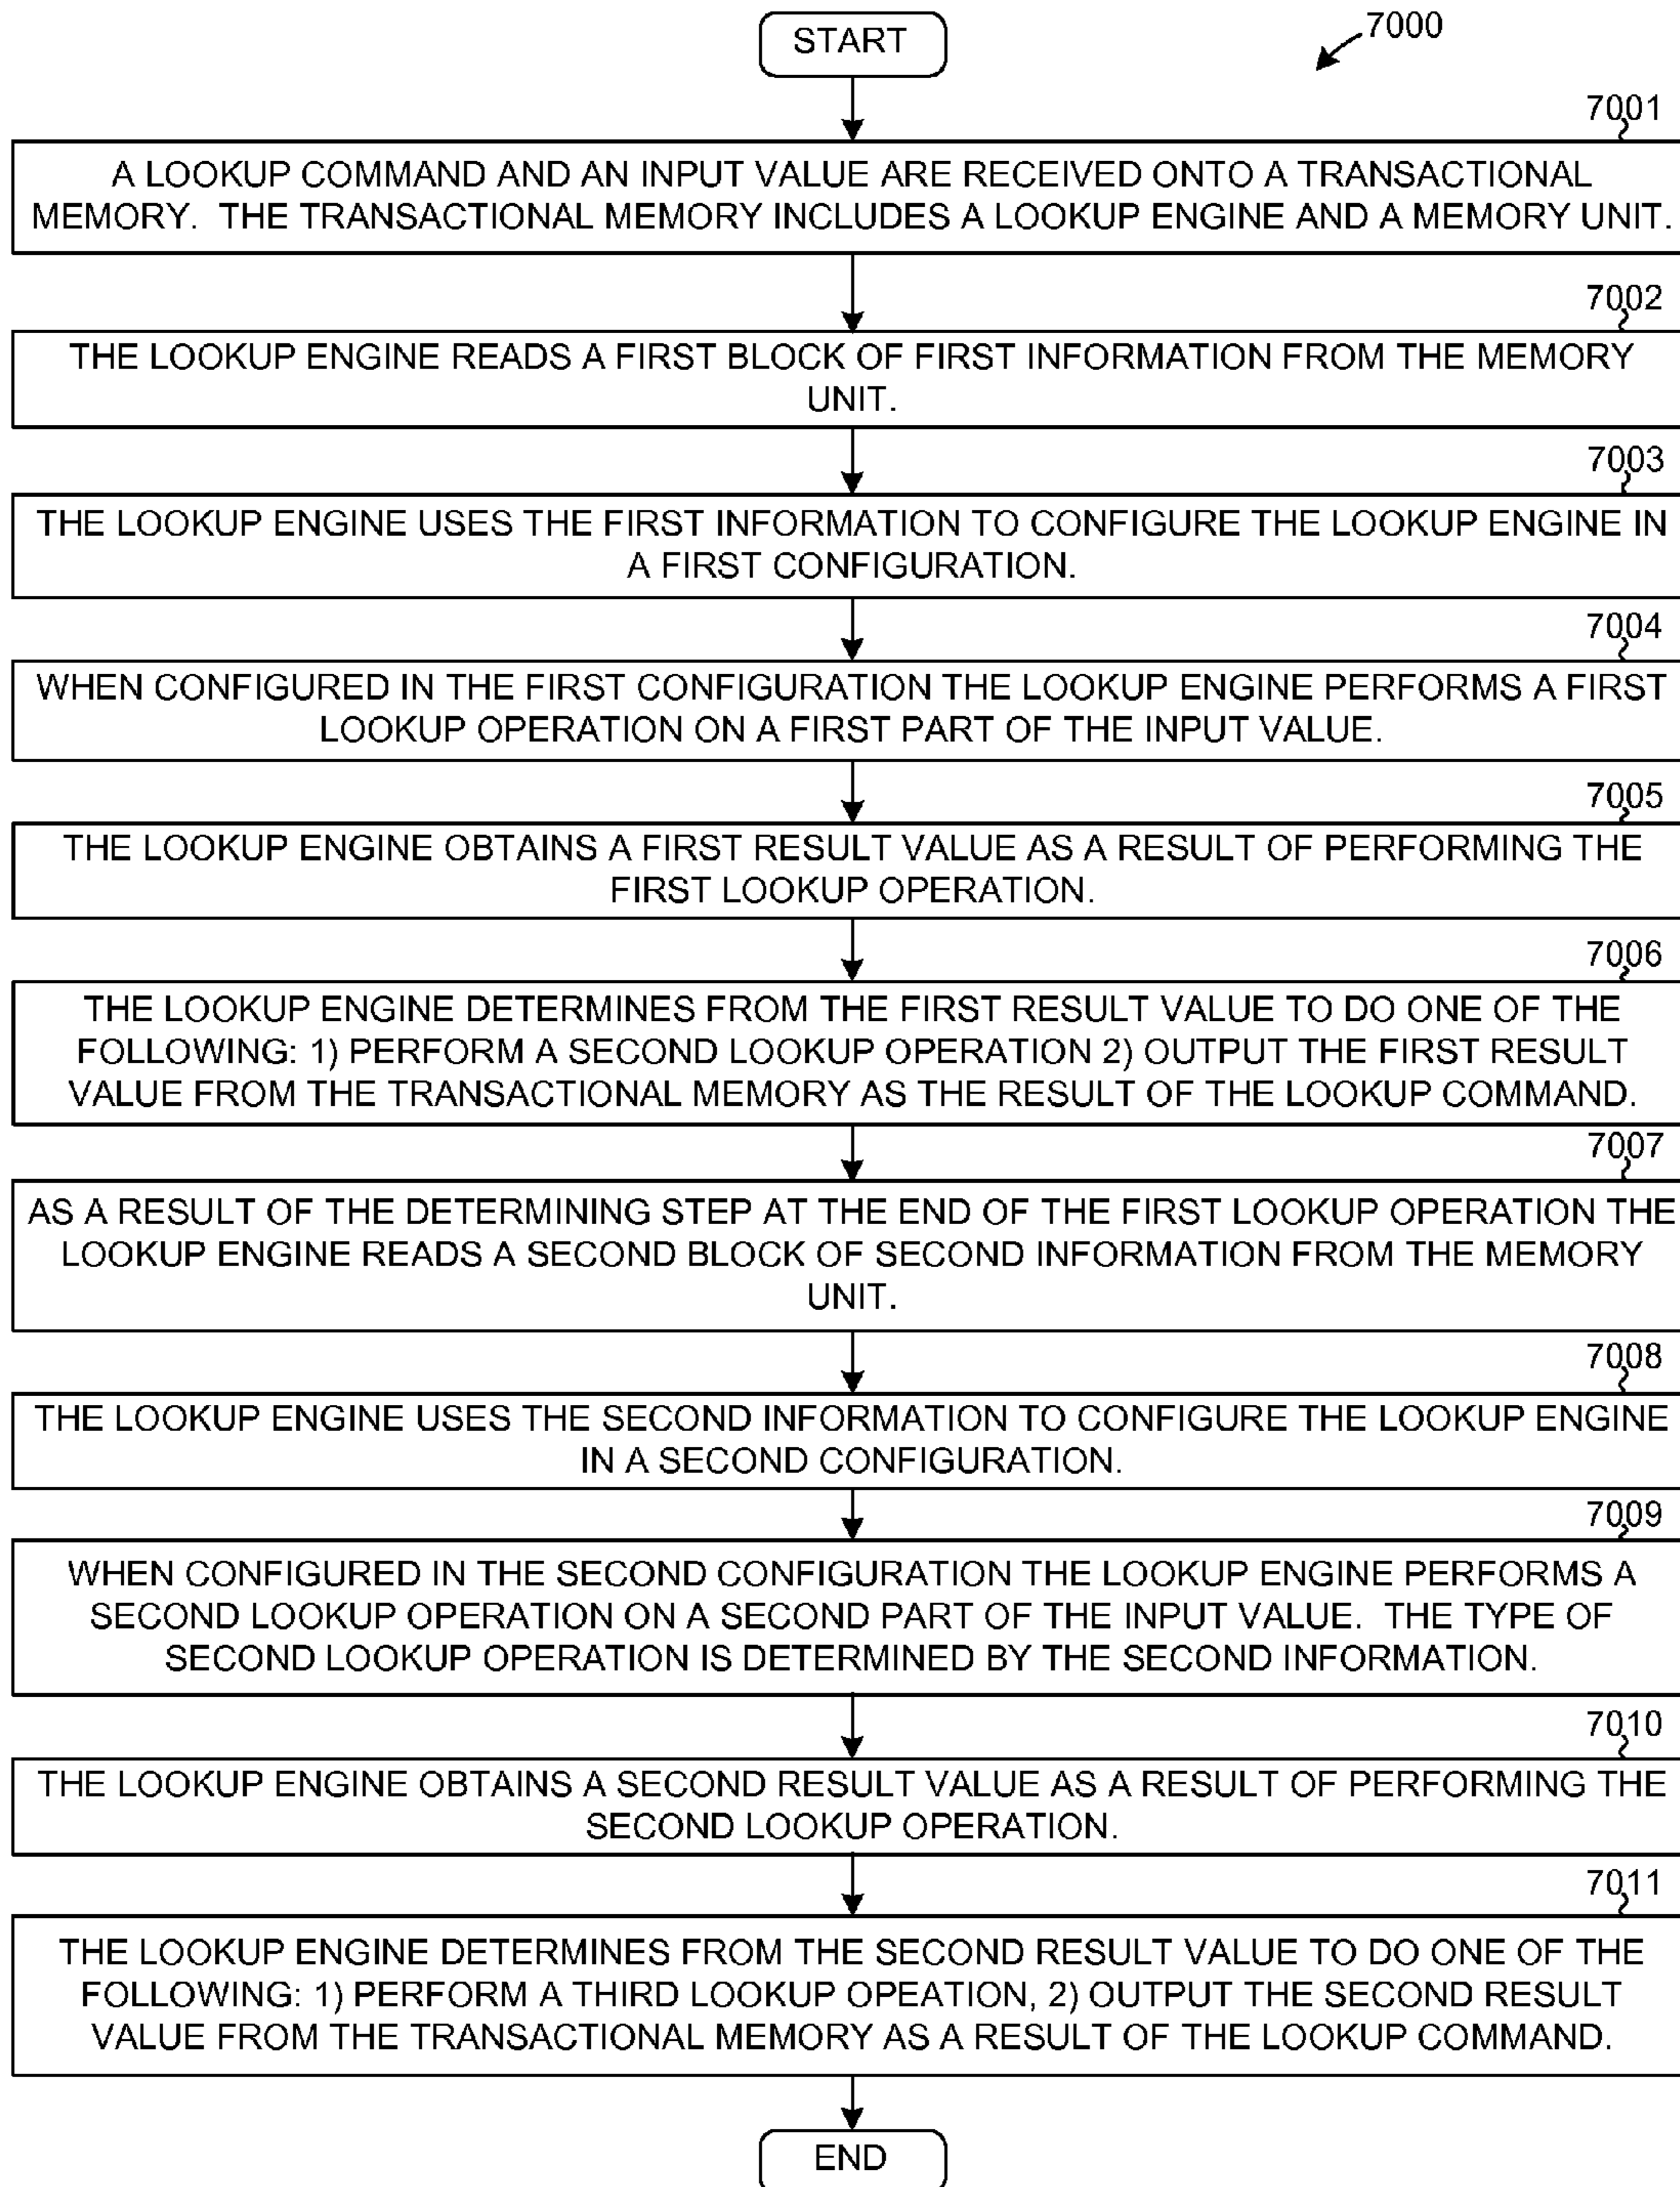 START
7000
7001
A LOOKUP COMMAND AND AN INPUT VALUE ARE RECEIVED ONTO A TRANSACTIONAL
MEMORY. THE TRANSACTIONAL MEMORY INCLUDES A LOOKUP ENGINE AND A MEMORY UNIT.
7002
THE LOOKUP ENGINE READS A FIRST BLOCK OF FIRST INFORMATION FROM THE MEMORY
UNIT.
7003
THE LOOKUP ENGINE USES THE FIRST INFORMATION TO CONFIGURE THE LOOKUP ENGINE IN
A FIRST CONFIGURATION.
7004
WHEN CONFIGURED IN THE FIRST CONFIGURATION THE LOOKUP ENGINE PERFORMS A FIRST
LOOKUP OPERATION ON A FIRST PART OF THE INPUT VALUE.
7005
THE LOOKUP ENGINE OBTAINS A FIRST RESULT VALUE AS A RESULT OF PERFORMING THE
FIRST LOOKUP OPERATION.
7006
THE LOOKUP ENGINE DETERMINES FROM THE FIRST RESULT VALUE TO DO ONE OF THE
FOLLOWING: 1) PERFORM A SECOND LOOKUP OPERATION 2) OUTPUT THE FIRST RESULT
VALUE FROM THE TRANSACTIONAL MEMORY AS THE RESULT OF THE LOOKUP COMMAND.
7007
AS A RESULT OF THE DETERMINING STEP AT THE END OF THE FIRST LOOKUP OPERATION THE
LOOKUP ENGINE READS A SECOND BLOCK OF SECOND INFORMATION FROM THE MEMORY
UNIT.
7008
THE LOOKUP ENGINE USES THE SECOND INFORMATION TO CONFIGURE THE LOOKUP ENGINE
IN A SECOND CONFIGURATION.
7009
WHEN CONFIGURED IN THE SECOND CONFIGURATION THE LOOKUP ENGINE PERFORMS A
SECOND LOOKUP OPERATION ON A SECOND PART OF THE INPUT VALUE. THE TYPE OF
SECOND LOOKUP OPERATION IS DETERMINED BY THE SECOND INFORMATION.
7010
THE LOOKUP ENGINE OBTAINS A SECOND RESULT VALUE AS A RESULT OF PERFORMING THE
SECOND LOOKUP OPERATION.
7011
THE LOOKUP ENGINE DETERMINES FROM THE SECOND RESULT VALUE TO DO ONE OF THE
FOLLOWING: 1) PERFORM A THIRD LOOKUP OPEATION, 2) OUTPUT THE SECOND RESULT
VALUE FROM THE TRANSACTIONAL MEMORY AS A RESULT OF THE LOOKUP COMMAND.
END